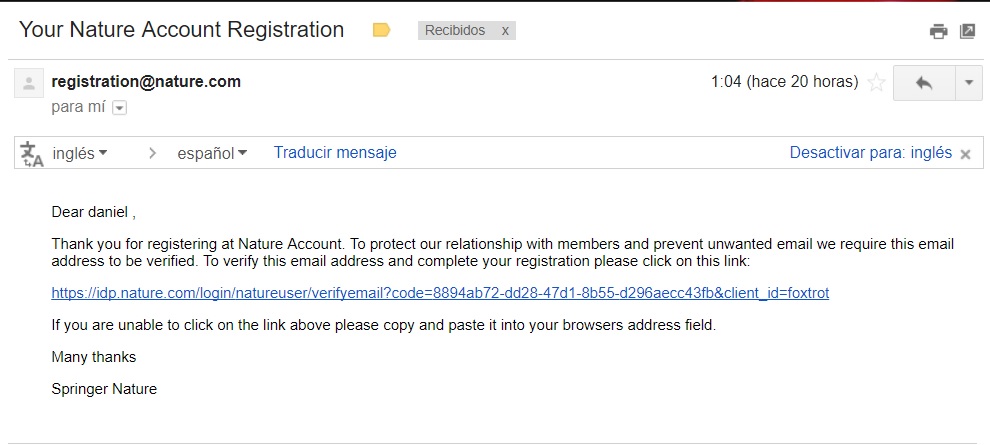 Your Nature Account Registration
Recibidos x
registration@nature.com
1:04 (hace 20 horas)
para mí
inglés
español
Traducir mensaje
Desactivar para: inglés
Dear daniel ,
Thank you for registering at Nature Account. To protect our relationship with members and prevent unwanted email we require this email
address to be verified. To verify this email address and complete your registration please click on this link:
https://idp.nature.com/login/natureuser/verifyemail?code=8894ab72-dd28-47d1-8b55-d296aecc43fb&client_id=foxtrot
If you are unable to click on the link above please copy and paste it into your browsers address field.
Many thanks
Springer Nature